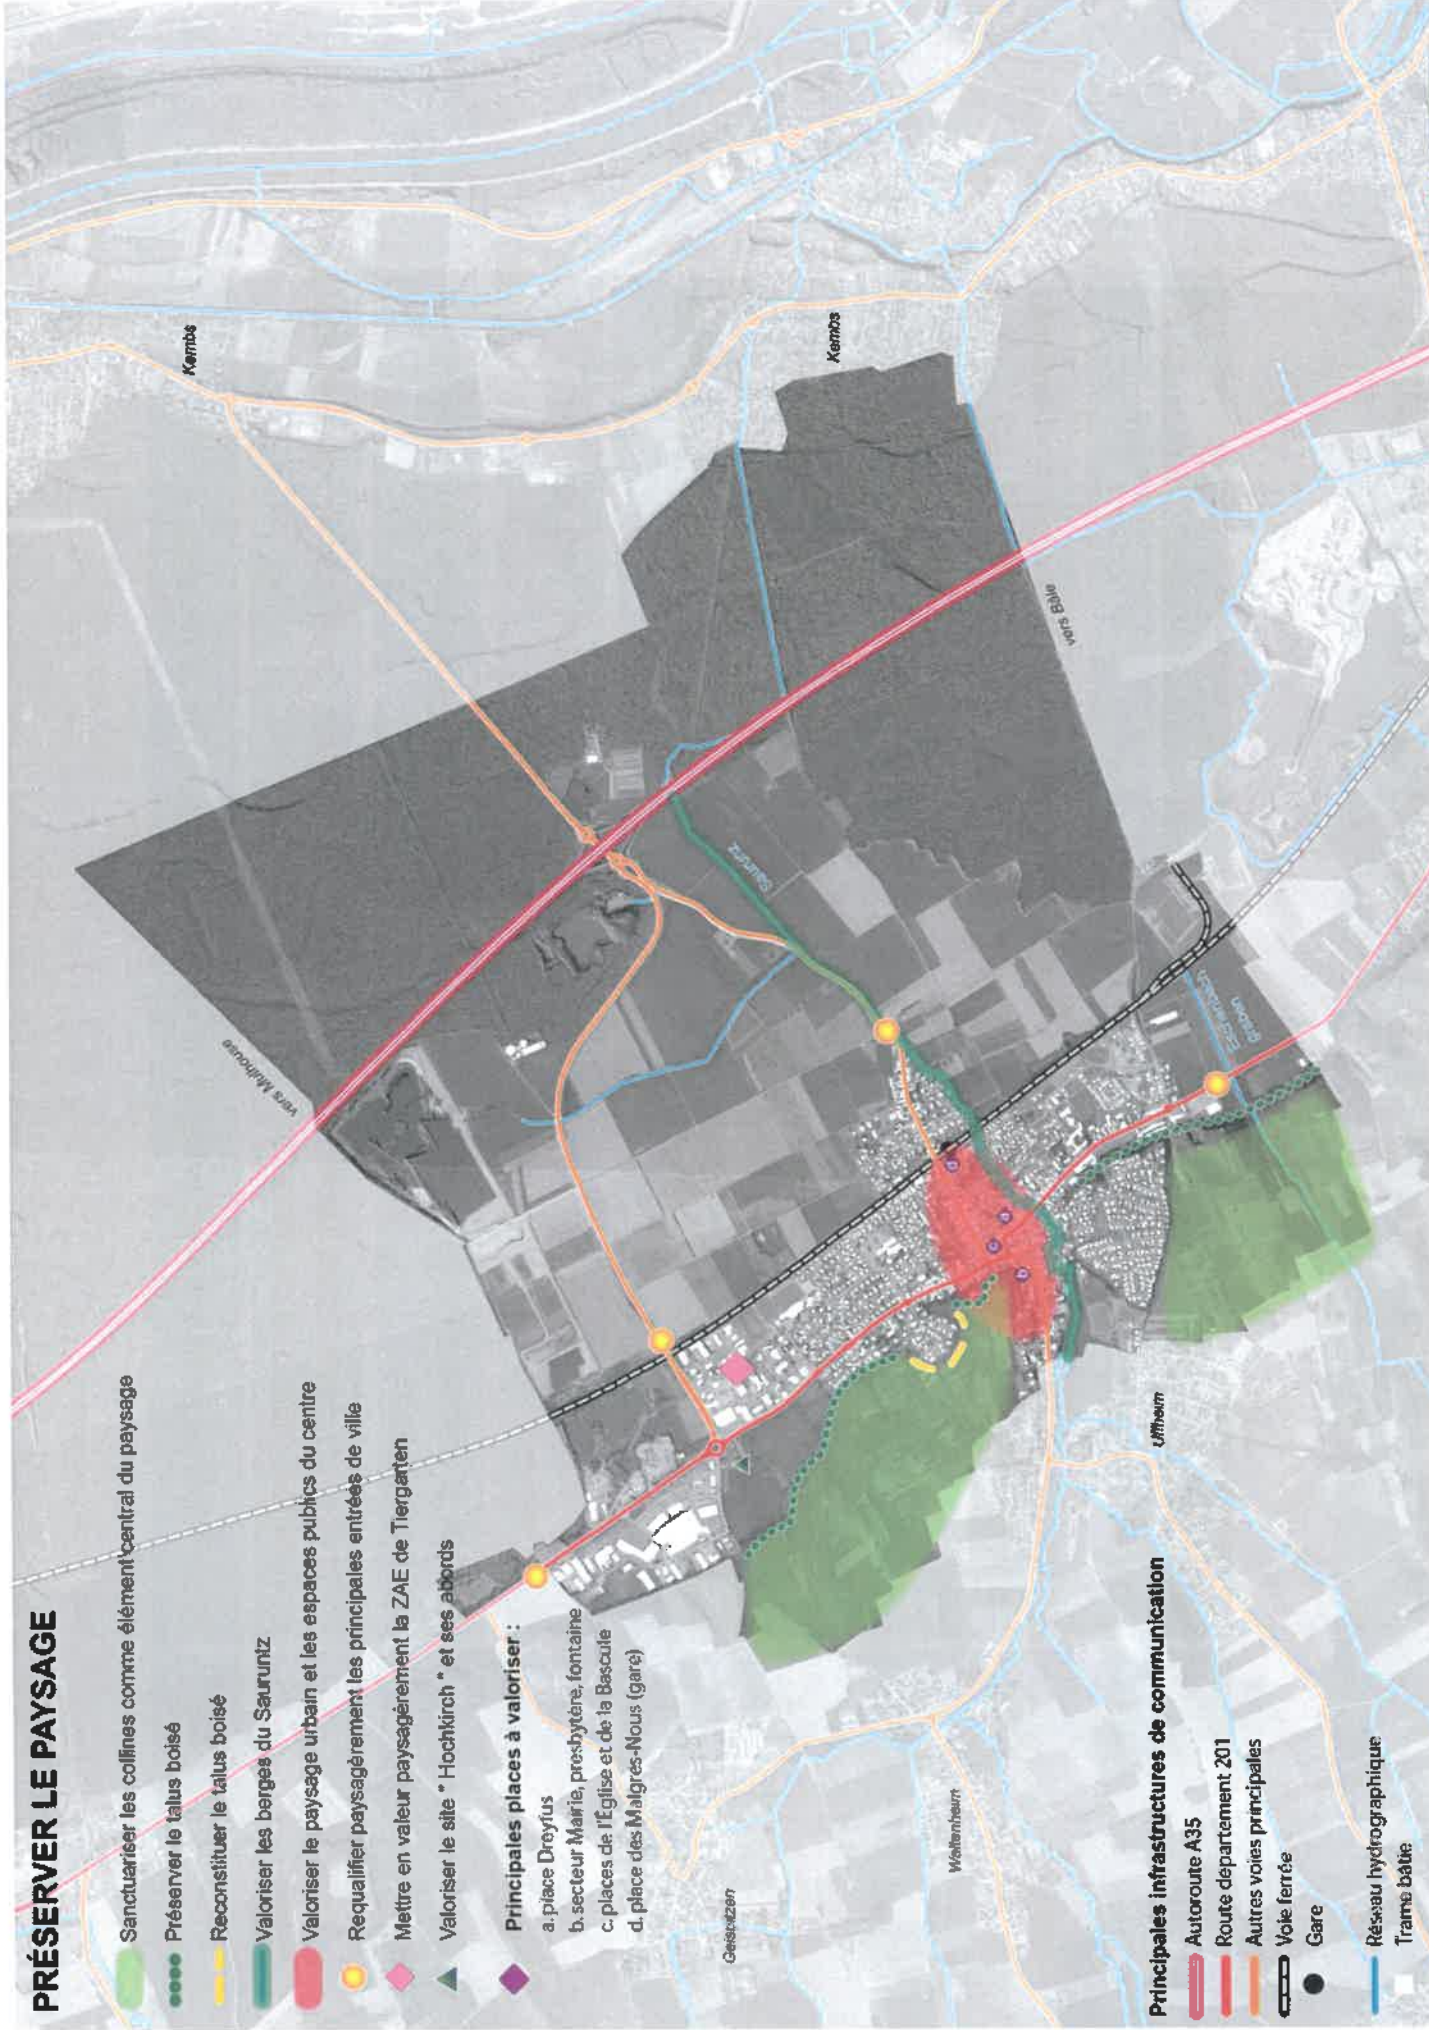 PRÉSERVER LE PAYSAGE
Sanctuariser les collines comme élément central du paysage
Préserver le talus boisé
Reconstituer le talus boisé
Valoriser les berges du Sauruntz
Valoriser le paysage urbain et les espaces publics du centre
Requalifier paysagèrement les principales entrées de ville
Mettre en valeur paysagèrement la ZAE de Tiergarten
Valoriser le site " Hochkirch " et ses abords
Principales places à valoriser :
a. place Dreyfus
b. secteur Mairie, presbytère, fontaine
c. places de l'Eglise et de la Bascule
d. place des Malgres-Nous (gare)
Principales infrastructures de communication
Autoroute A35
Route département 201
Autres voies principales
Voie ferrée
Gare
Réseau hydrographique
Trame bâtie
vers Mulhouse
Kembs
Kembs
vers Bâle
Sauruntz
graben
a
b
c
d
Uffheim
Waltenheim
Geispitzen